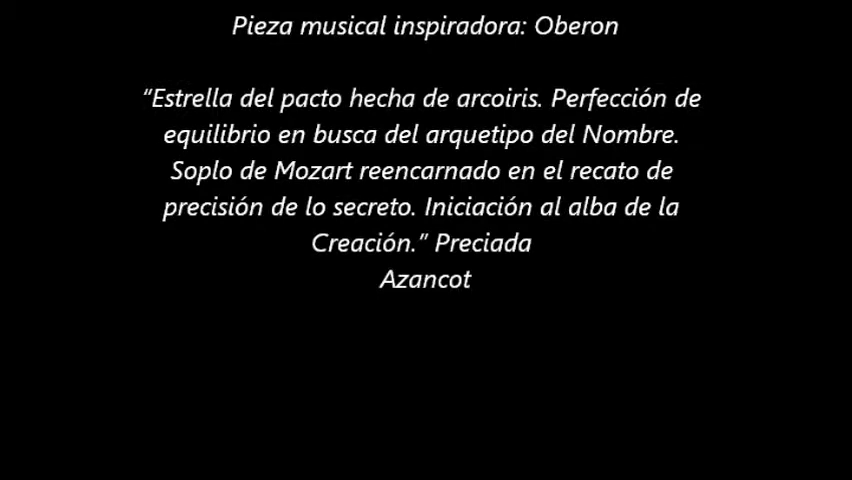 Pieza musical inspiradora: Oberon
“Estrella del pacto hecha de arcoiris. Perfección de
equilibrio en busca del arquetipo del Nombre.
Soplo de Mozart reencarnado en el recato de
precisión de lo secreto. Iniciación al alba de la
Creación.” Preciada
Azancot